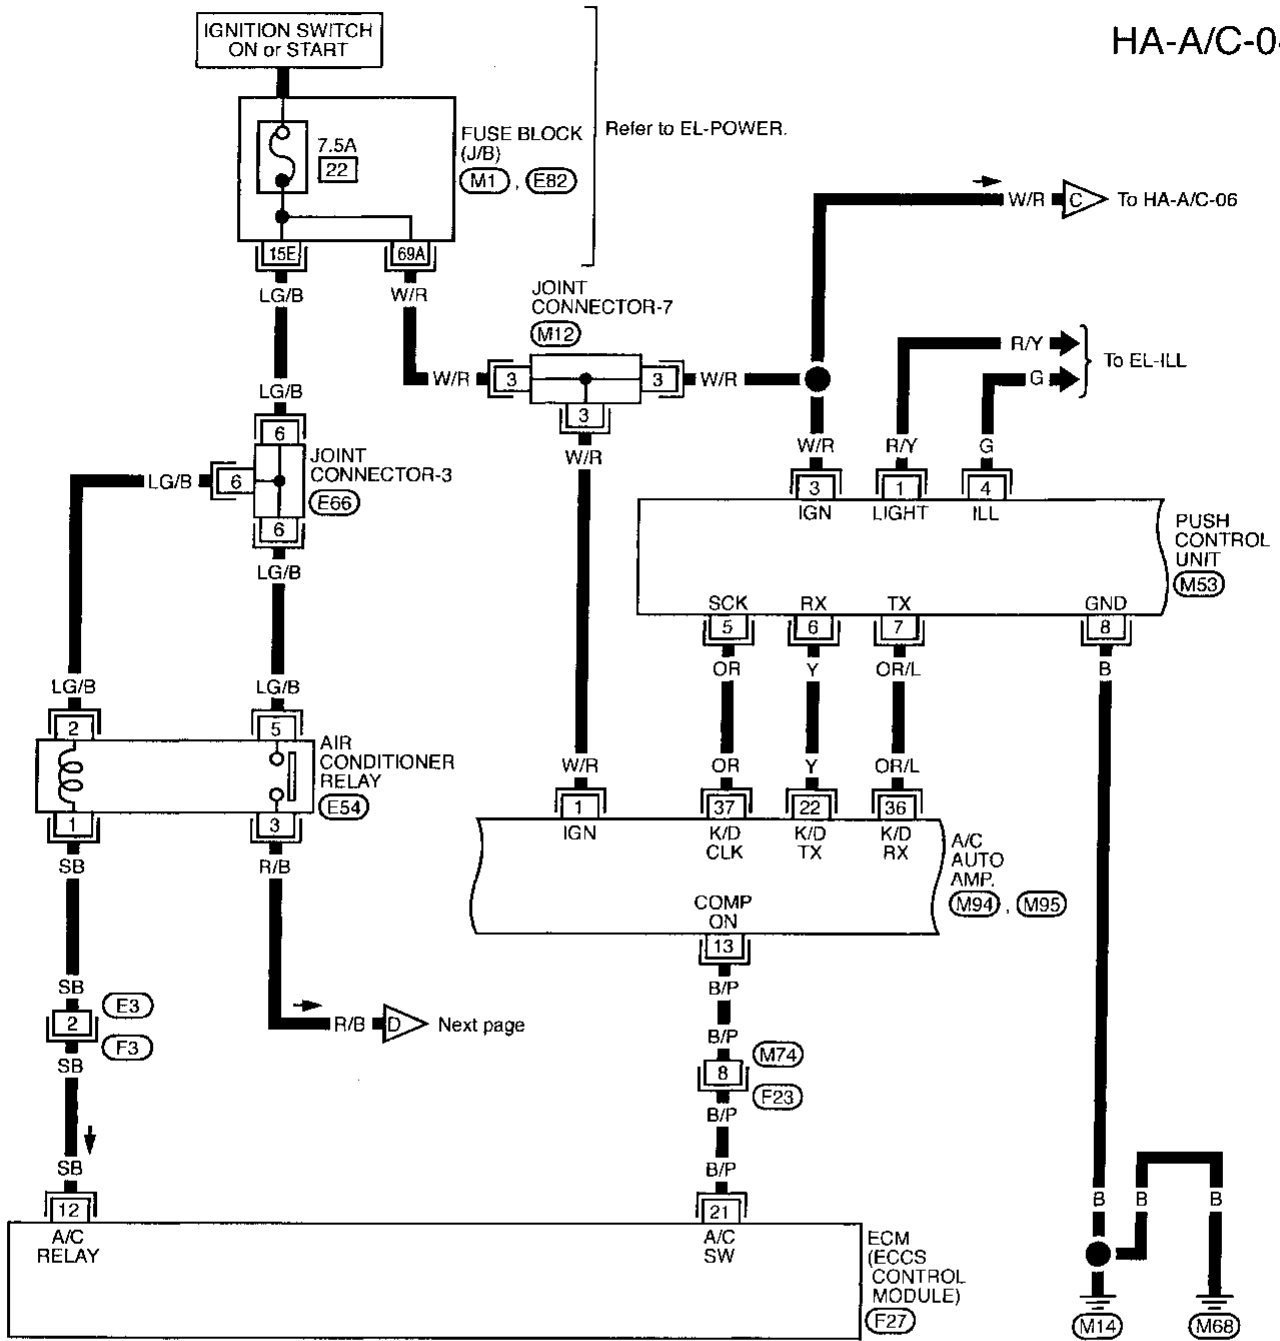 HA-A/C-0
IGNITION SWITCH
ON or START
7.5A
22
FUSE BLOCK
(J/B)
M1 , E82
Refer to EL-POWER.
15E
69A
LG/B
W/R
W/R
C
To HA-A/C-06
JOINT
CONNECTOR-7
M12
R/Y
G
To EL-ILL
W/R
3
3
W/R
3
W/R
LG/B
6
LG/B
6
6
JOINT
CONNECTOR-3
E66
LG/B
W/R
R/Y
G
3
1
4
IGN
LIGHT
ILL
PUSH
CONTROL
UNIT
M53
SCK
RX
TX
GND
5
6
7
8
OR
Y
OR/L
B
LG/B
LG/B
2
5
AIR
CONDITIONER
RELAY
E54
1
3
SB
R/B
W/R
OR
Y
OR/L
1
37
22
36
IGN
K/D
CLK
K/D
TX
K/D
RX
A/C
AUTO
AMP.
M94 , M95
COMP
ON
13
B/P
SB
2
E3
F3
SB
R/B
D
Next page
B/P
8
M74
F23
B/P
SB
B/P
12
21
A/C
RELAY
A/C
SW
ECM
(ECCS
CONTROL
MODULE)
F27
B
B
B
M14
M68